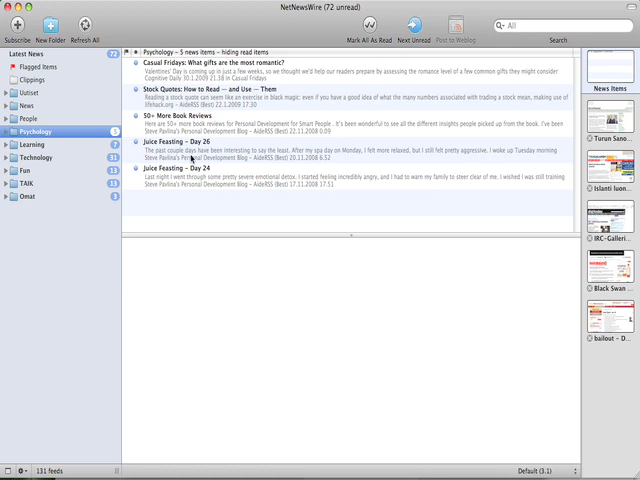 NetNewsWire (72 unread)
Subscribe New Folder Refresh All Mark All As Read Next Unread Post to Weblog All Search
Latest News 72
Flagged Items
Clippings
Uutiset
News
People
Psychology 5
Learning 7
Technology 31
Fun 13
TAIK 13
Omat 3
Psychology – 5 news items – hiding read items
Casual Fridays: What gifts are the most romantic?
Valentines' Day is coming up in just a few weeks, so we thought we'd help our readers prepare by assessing the romance level of a few common gifts they might consider
Cognitive Daily 30.1.2009 21.38 in Casual Fridays
Stock Quotes: How to Read — and Use — Them
Reading a stock quote can seem like an exercise in black magic: even if you have a good idea of what the many numbers associated with trading a stock mean, making use of
lifehack.org - AideRSS (Best) 22.1.2009 17.30
50+ More Book Reviews
Here are 50+ more book reviews for Personal Development for Smart People . It's been wonderful to see all the different insights people picked up from the book. I've been
Steve Pavlina's Personal Development Blog - AideRSS (Best) 22.11.2008 0.09
Juice Feasting – Day 26
The past couple days have been interesting to say the least. After my spa day on Monday, I felt more relaxed, but I still felt pretty aggressive. I woke up Tuesday morning
Steve Pavlina's Personal Development Blog - AideRSS (Best) 20.11.2008 6.52
Juice Feasting – Day 24
Last night I went through some pretty severe emotional detox. I started feeling incredibly angry, and I had to warn my family to steer clear of me. I wished I was still training
Steve Pavlina's Personal Development Blog - AideRSS (Best) 17.11.2008 17.51
News Items
Turun Sano...
Islanti luon...
IRC-Galleri...
Black Swan ...
bailout - D...
131 feeds
Default (3.1)